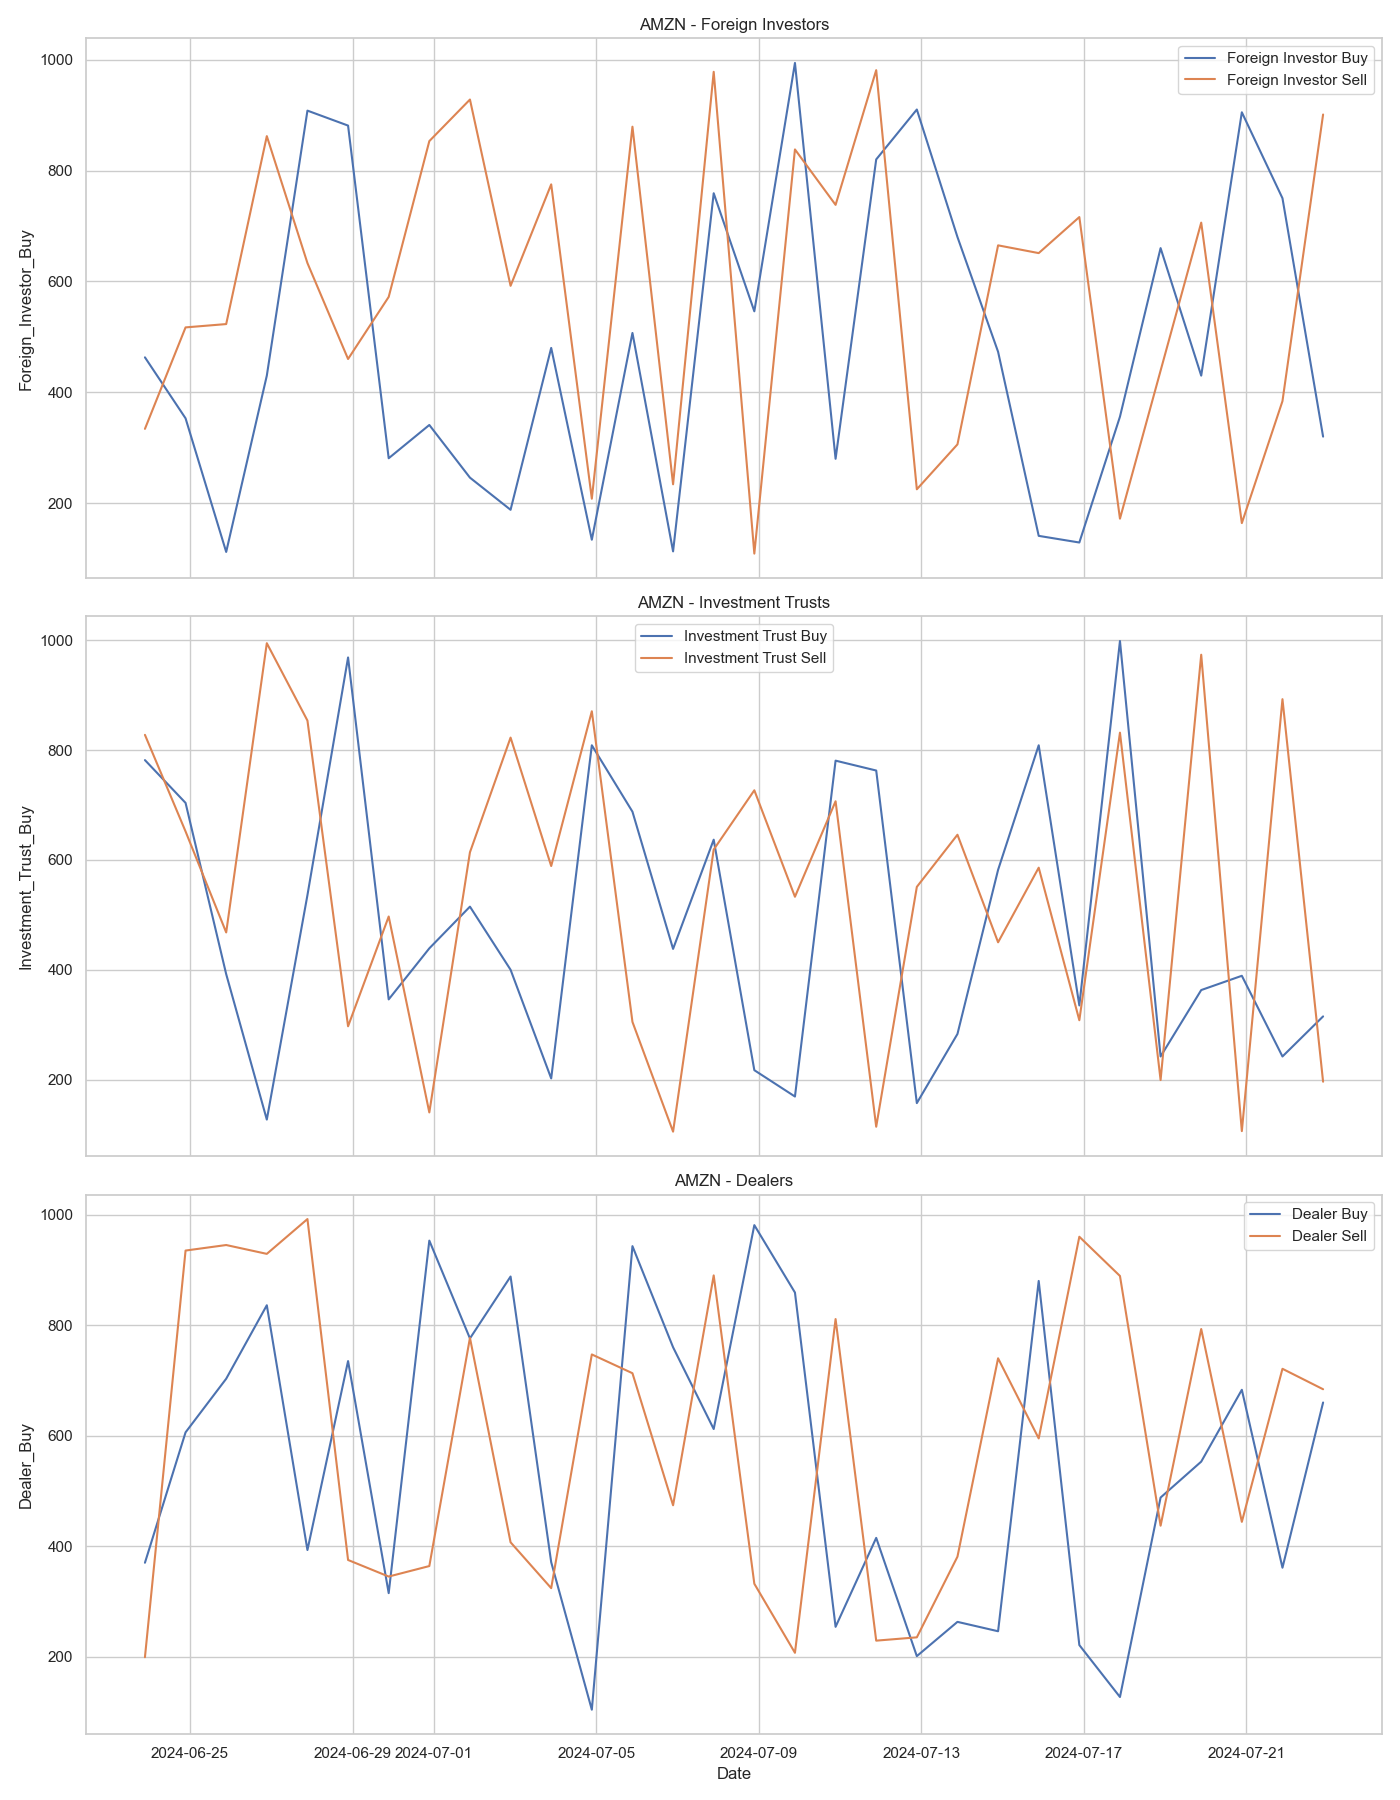 AMZN - Foreign Investors
Foreign Investor Buy
Foreign Investor Sell
Foreign_Investor_Buy
1000
800
600
400
200
AMZN - Investment Trusts
Investment Trust Buy
Investment Trust Sell
Investment_Trust_Buy
1000
800
600
400
200
AMZN - Dealers
Dealer Buy
Dealer Sell
Dealer_Buy
1000
800
600
400
200
2024-06-25 2024-06-29 2024-07-01 2024-07-05 2024-07-09 2024-07-13 2024-07-17 2024-07-21
Date